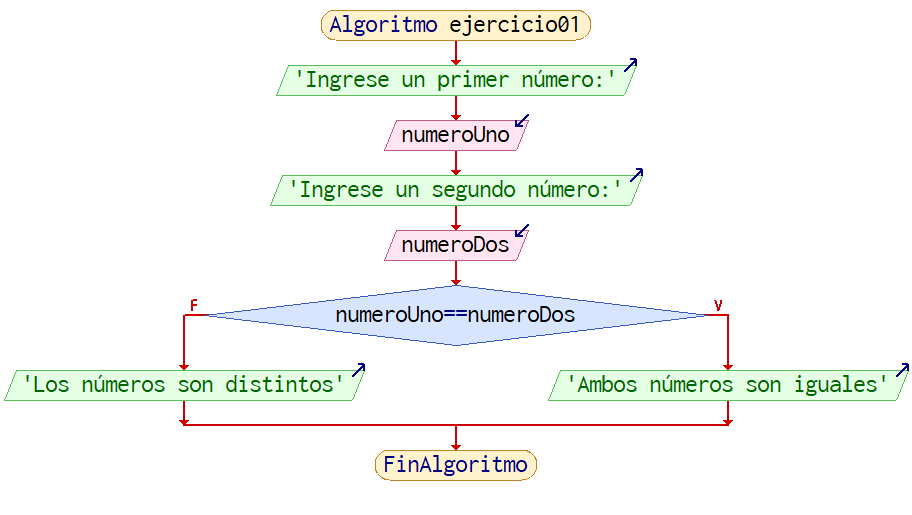 Algoritmo ejercicio01
'Ingrese un primer número:'
numeroUno
'Ingrese un segundo número:'
numeroDos
F
V
numeroUno==numeroDos
'Los números son distintos'
'Ambos números son iguales'
FinAlgoritmo